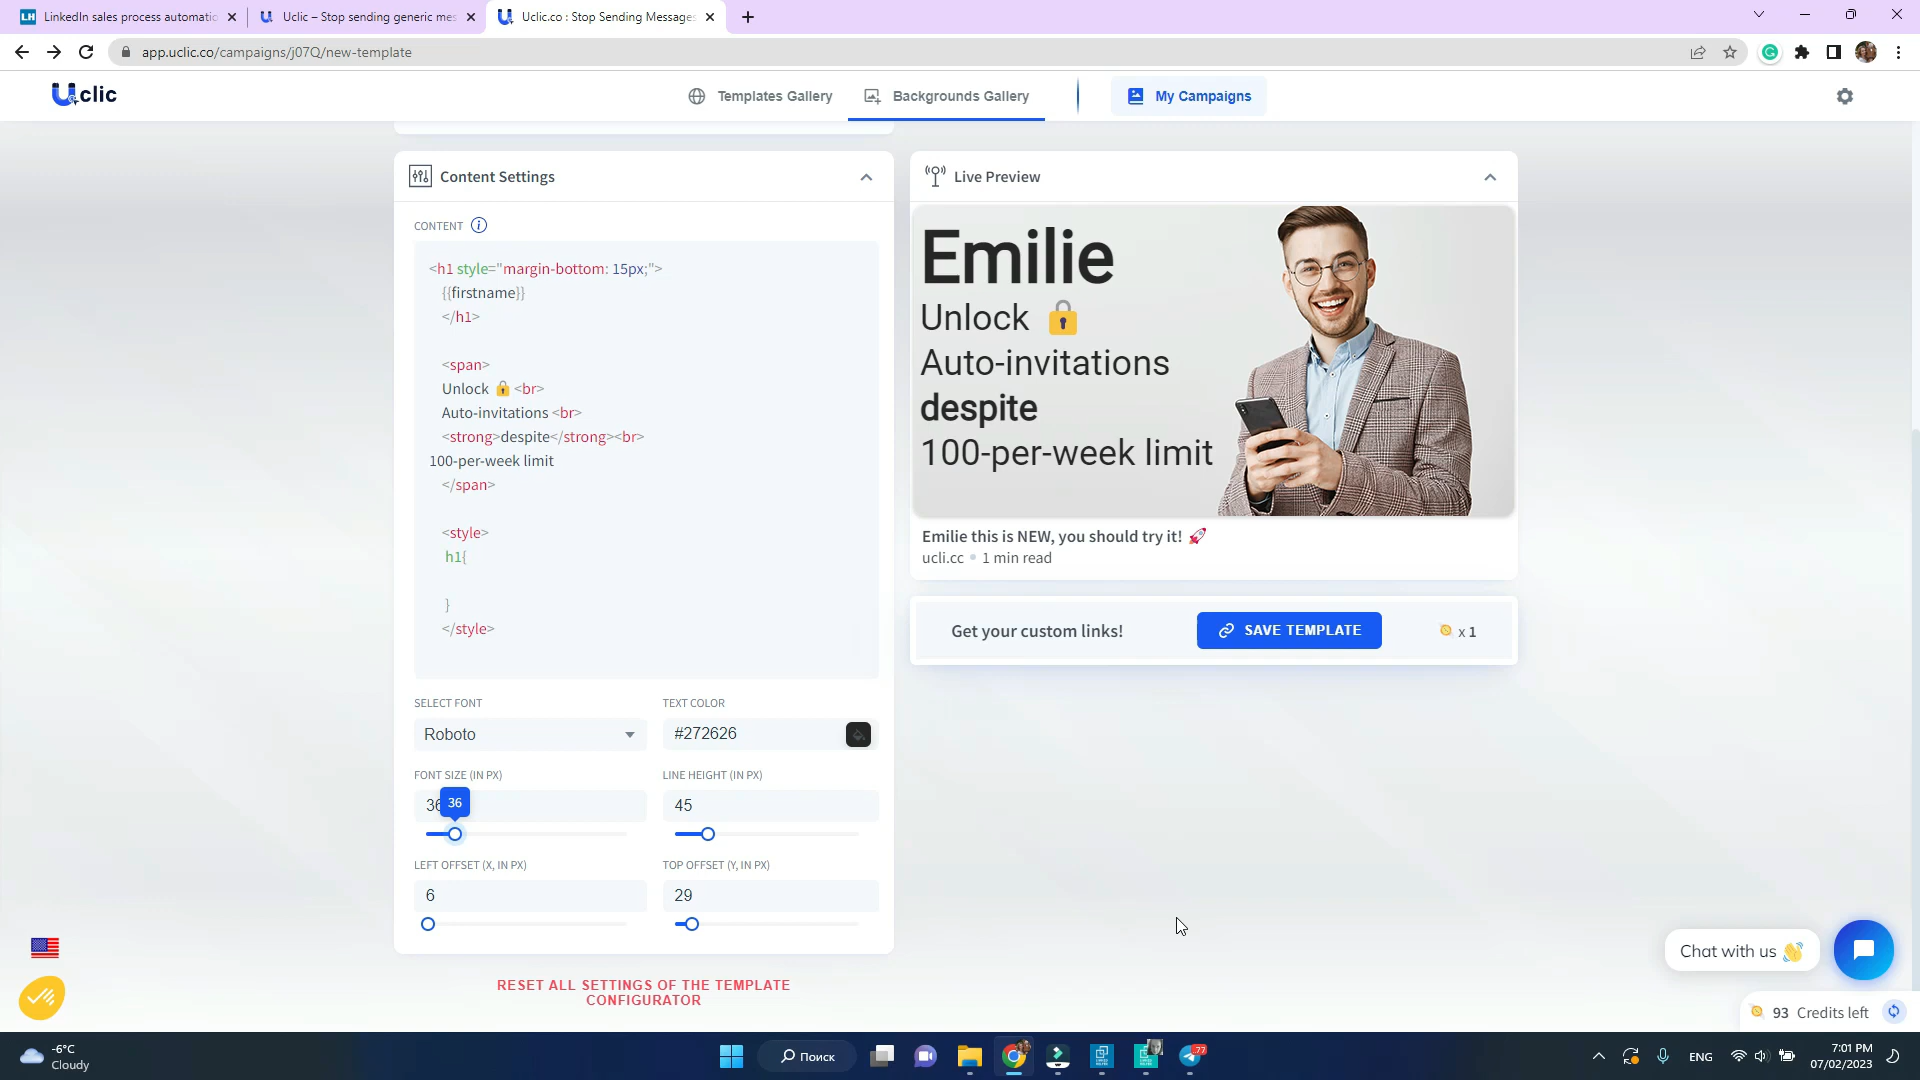 LinkedIn sales process automatio
Uclic – Stop sending generic mes
Uclic.co : Stop Sending Messages
app.uclic.co/campaigns/j07Q/new-template
Uclic
Templates Gallery
Backgrounds Gallery
My Campaigns
Content Settings
CONTENT
<h1 style="margin-bottom: 15px;">
{{firstname}}
</h1>
<span>
Unlock 🔒<br>
Auto-invitations <br>
<strong>despite</strong><br>
100-per-week limit
</span>
<style>
h1{
}
</style>
SELECT FONT
TEXT COLOR
Roboto
#272626
FONT SIZE (IN PX)
LINE HEIGHT (IN PX)
36
36
45
LEFT OFFSET (X, IN PX)
TOP OFFSET (Y, IN PX)
6
29
RESET ALL SETTINGS OF THE TEMPLATE
CONFIGURATOR
Live Preview
Emilie
Unlock 🔒
Auto-invitations
despite
100-per-week limit
Emilie this is NEW, you should try it! 🚀
ucli.cc • 1 min read
Get your custom links!
SAVE TEMPLATE
x 1
Chat with us 👋
93 Credits left
-6°C
Cloudy
Поиск
77
ENG
7:01 PM
07/02/2023